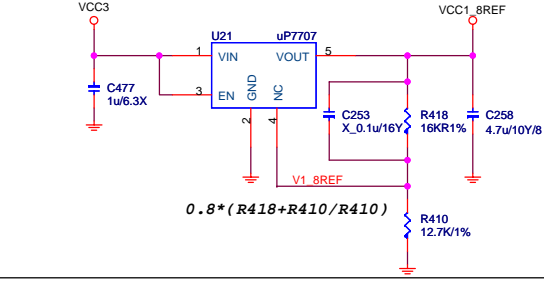 VCC3
VCC1_8REF
U21
uP7707
1
VIN
VOUT
5
3
EN
GND
NC
2
4
C477
1u/6.3X
C253
X_0.1u/16Y
R418
16KR1%
C258
4.7u/10Y/8
V1_8REF
0.8*(R418+R410/R410)
R410
12.7K/1%